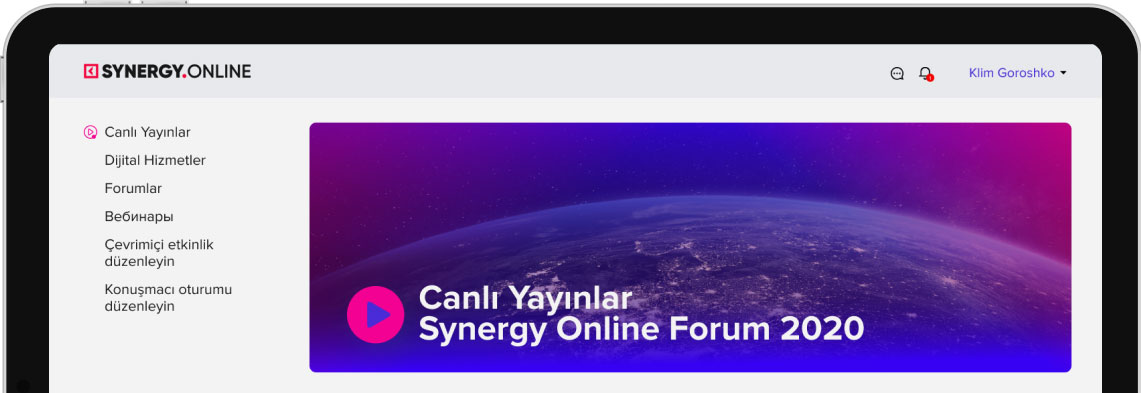 SYNERGY.ONLINE
Klim Goroshko
Canlı Yayınlar
Dijital Hizmetler
Forumlar
Вебинары
Çevrimiçi etkinlik
düzenleyin
Konuşmacı oturumu
düzenleyin
Canlı Yayınlar
Synergy Online Forum 2020